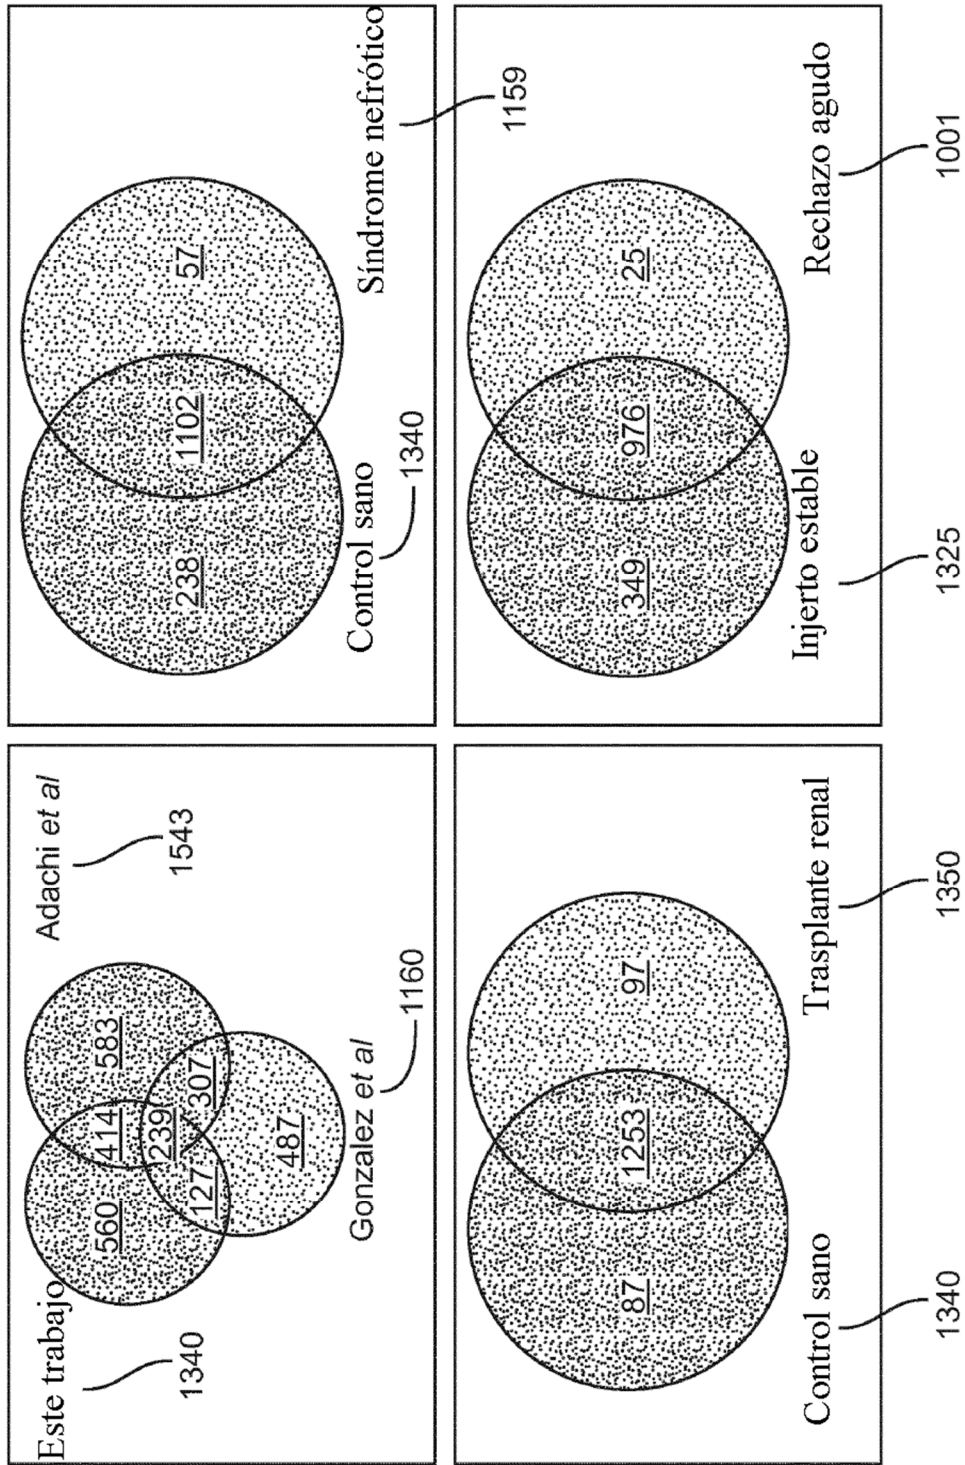 Este trabajo
1340
Adachi et al
1543
560
414
583
239
127
307
487
Gonzalez et al
1160
238
1102
57
Control sano
1340
Síndrome nefrótico
1159
87
1253
97
Control sano
1340
Trasplante renal
1350
349
976
25
Injerto estable
1325
Rechazo agudo
1001